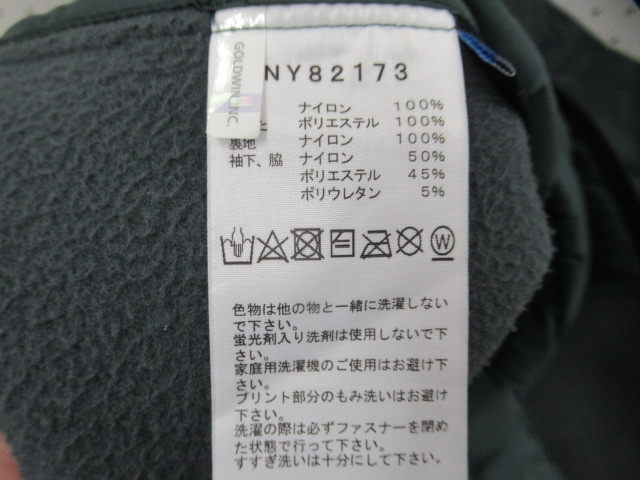 GOLDWIN INC.
NY82173
ナイロン 100%
と ポリエステル 100%
裏地 ナイロン 100%
袖下、脇 ナイロン 50%
ポリエステル 45%
ポリウレタン 5%
W
色物は他の物と一緒に洗濯しない
で下さい。
蛍光剤入り洗剤は使用しないで下
さい。
家庭用洗濯機のご使用はお避け下
さい。
プリント部分のもみ洗いはお避け
下さい。
洗濯の際は必ずファスナーを閉め
た状態で行って下さい。
すすぎ洗いは十分にして下さい。